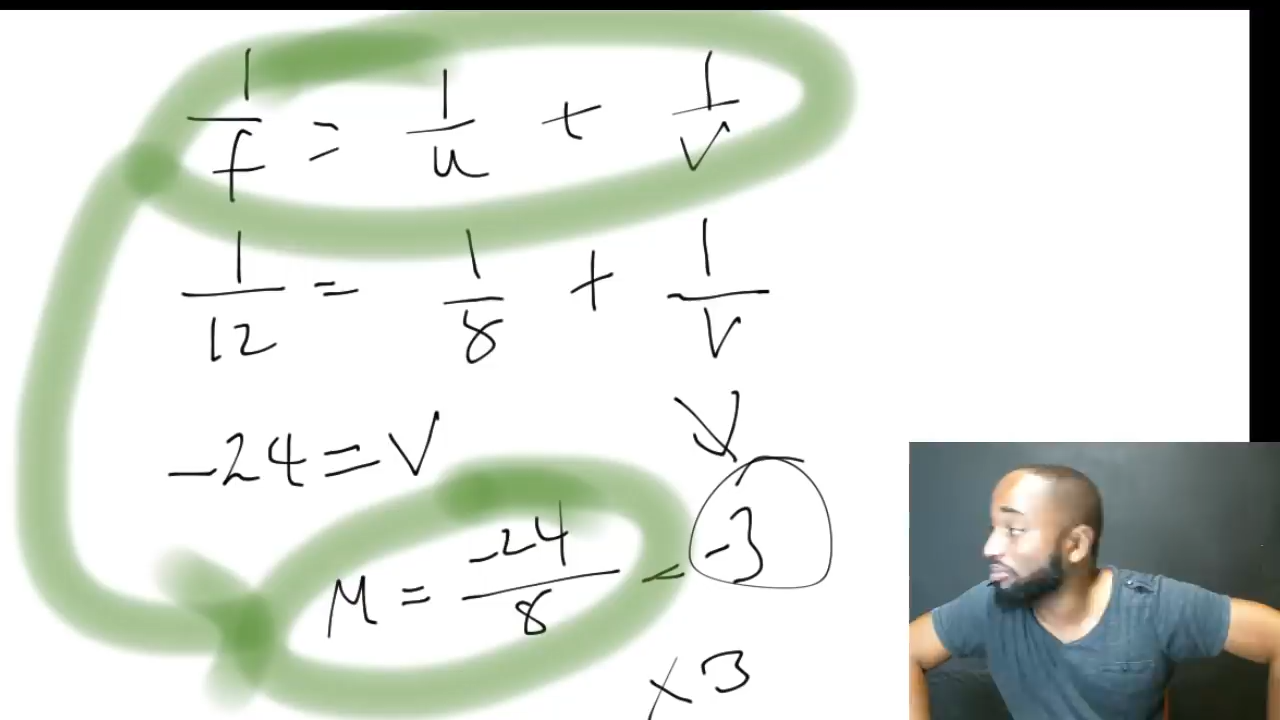 1/f = 1/u + 1/v
1/12 = 1/8 + 1/v
-24 = V
V
M = -24/8 = -3
x3